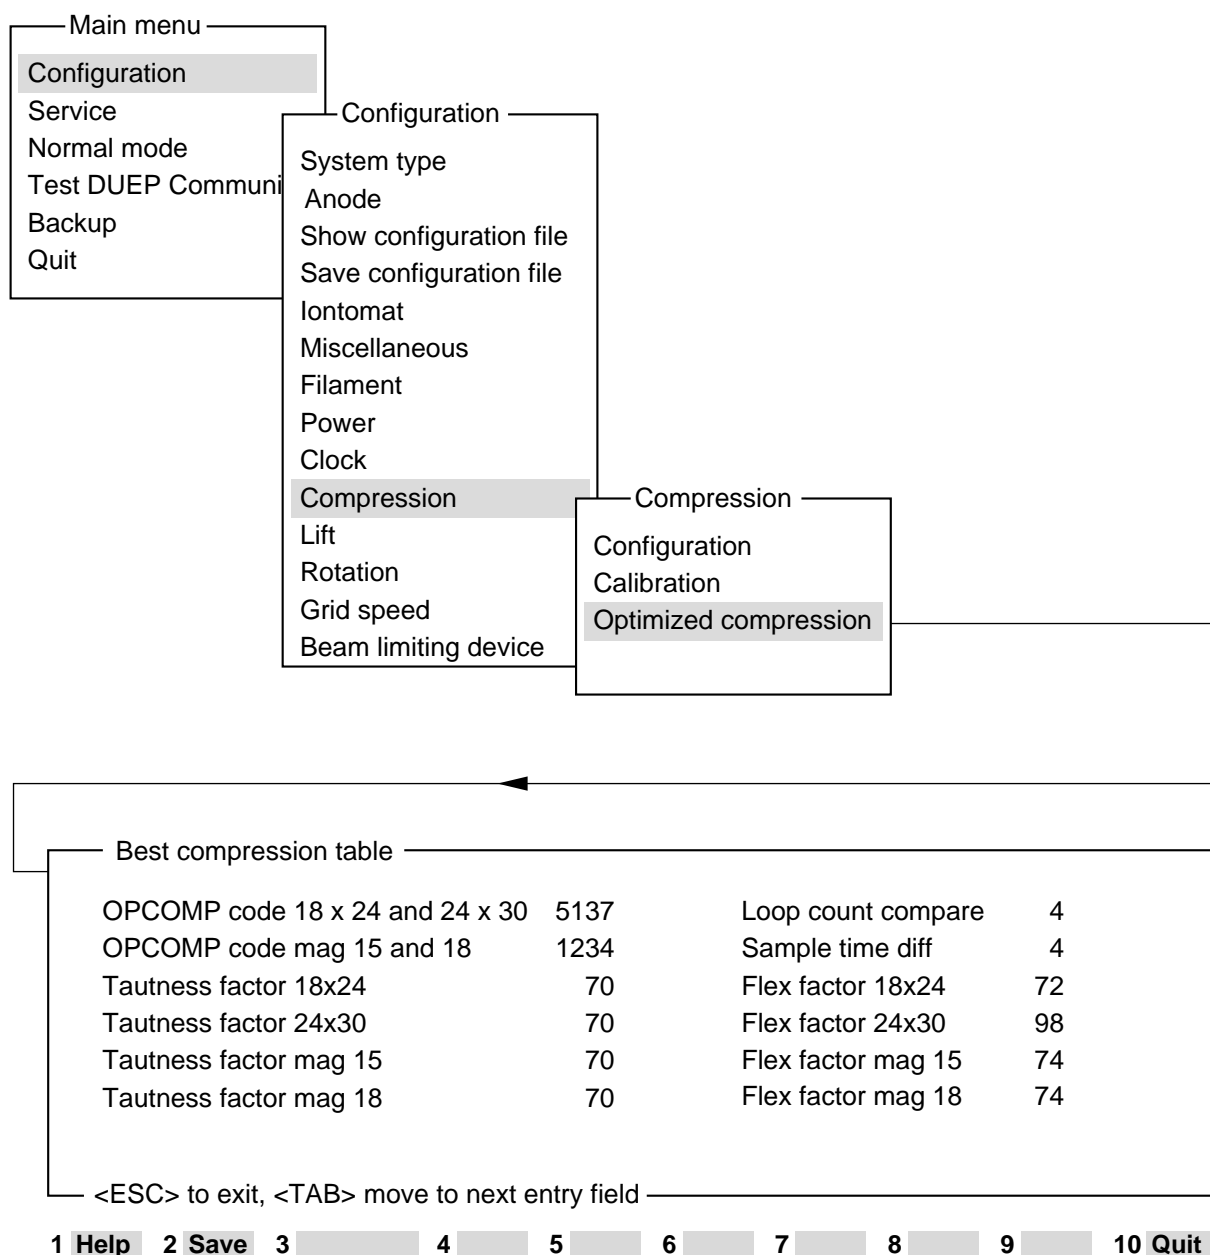 Main menu
Configuration
Service
Normal mode
Test DUEP Communi
Backup
Quit
Configuration
System type
Anode
Show configuration file
Save configuration file
Iontomat
Miscellaneous
Filament
Power
Clock
Compression
Lift
Rotation
Grid speed
Beam limiting device
Compression
Configuration
Calibration
Optimized compression
Best compression table
OPCOMP code 18 x 24 and 24 x 30 5137 Loop count compare 4
OPCOMP code mag 15 and 18 1234 Sample time diff 4
Tautness factor 18x24 70 Flex factor 18x24 72
Tautness factor 24x30 70 Flex factor 24x30 98
Tautness factor mag 15 70 Flex factor mag 15 74
Tautness factor mag 18 70 Flex factor mag 18 74
<ESC> to exit, <TAB> move to next entry field
1 Help 2 Save 3 4 5 6 7 8 9 10 Quit